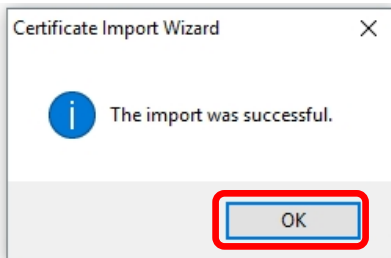 Certificate Import Wizard
The import was successful.
OK